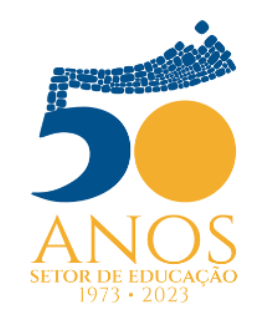 50
ANOS
SETOR DE EDUCAÇÃO
1973 • 2023